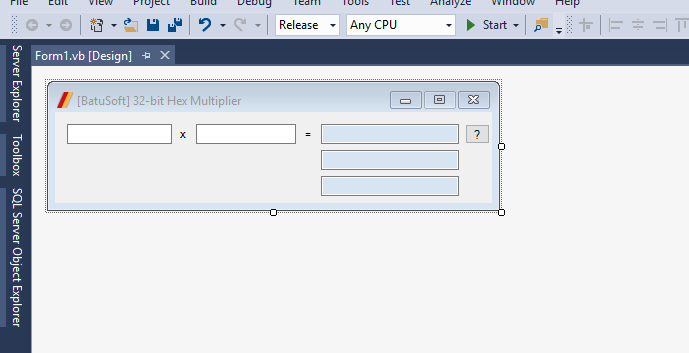 File Edit View Project Build Debug Team Tools Test Analyze Window Help
Release Any CPU Start
Form1.vb [Design]
Server Explorer
Toolbox
SQL Server Object Explorer
[BatuSoft] 32-bit Hex Multiplier
x = ?